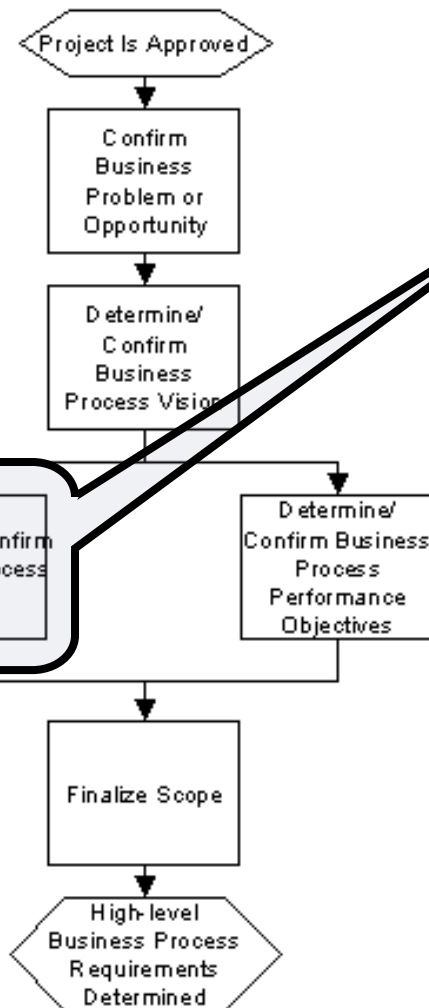 Project Is Approved
Confirm
Business
Problem or
Opportunity
Determine/
Confirm
Business
Process Vision
Determine/
Confirm Business
Process
Performance
Objectives
Finalize Scope
High-level
Business Process
Requirements
Determined